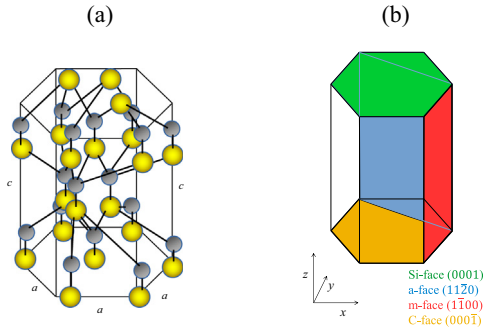 (a)
(b)
c
c
a
a
a
z
y
x
Si-face (0001)
a-face (112̅0)
m-face (11̅00)
C-face (0001̅)